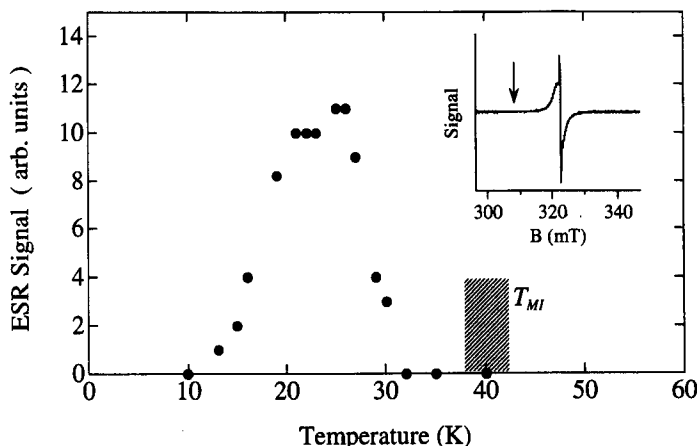 14
12
10
8
6
4
2
0
ESR Signal ( arb. units )
0 10 20 30 40 50 60
Temperature (K)
Signal
300 320 340
B (mT)
T_MI